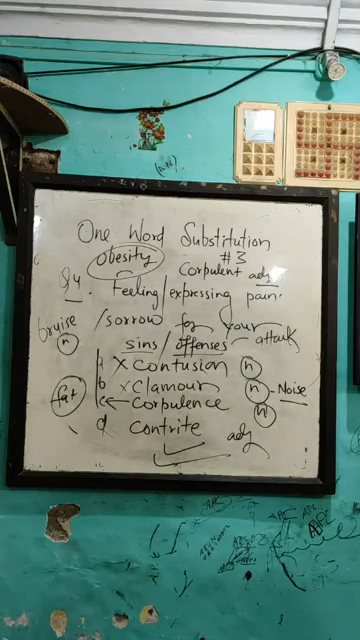 One Word Substitution
#3
obesity
Corpulent adj
Q4. Feeling/expressing pain/
bruise /sorrow for your
n
sins/offenses - attack
a X Contusion n
b X Clamour n - Noise
fat c ← Corpulence n
d Contrite adj